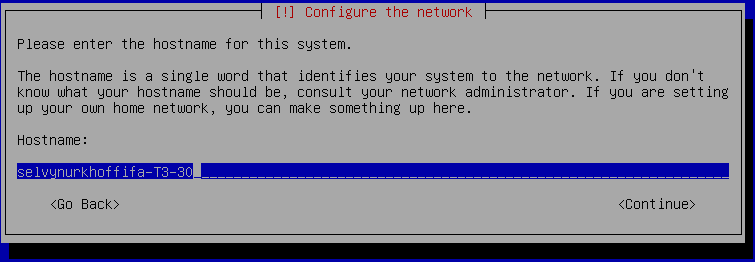 [!] Configure the network
Please enter the hostname for this system.
The hostname is a single word that identifies your system to the network. If you don't
know what your hostname should be, consult your network administrator. If you are setting
up your own home network, you can make something up here.
Hostname:
selvynurkhoffifa-T3-30
<Go Back> <Continue>